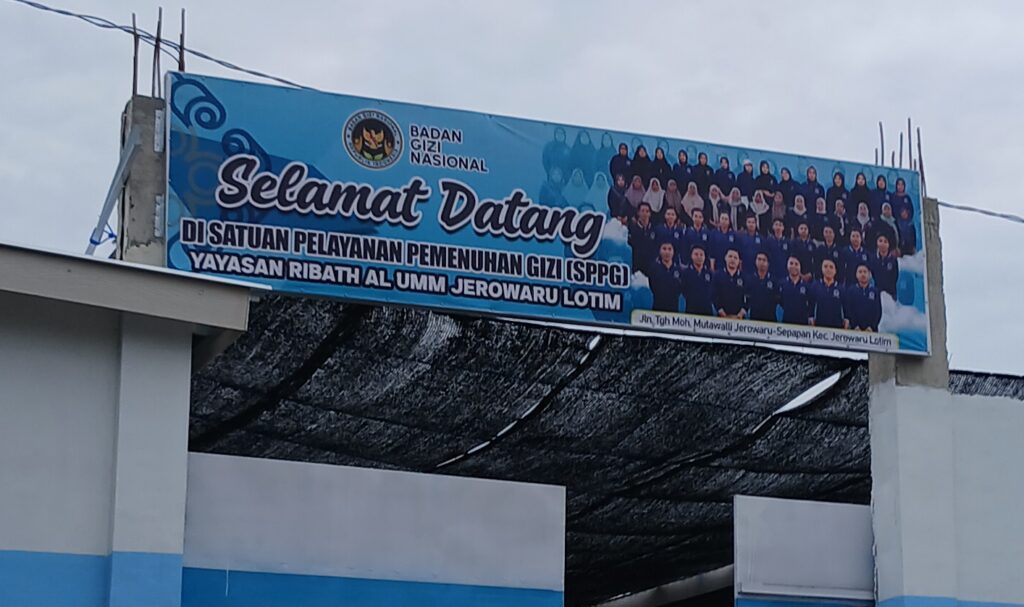 BADAN
GIZI
NASIONAL
Selamat Datang
DI SATUAN PELAYANAN PEMENUHAN GIZI (SPPG)
YAYASAN RIBATH AL UMM JEROWARU LOTIM
Jln, Tgh Moh, Mutawalli Jerowaru-Sepapan Kec. Jerowaru Lotim